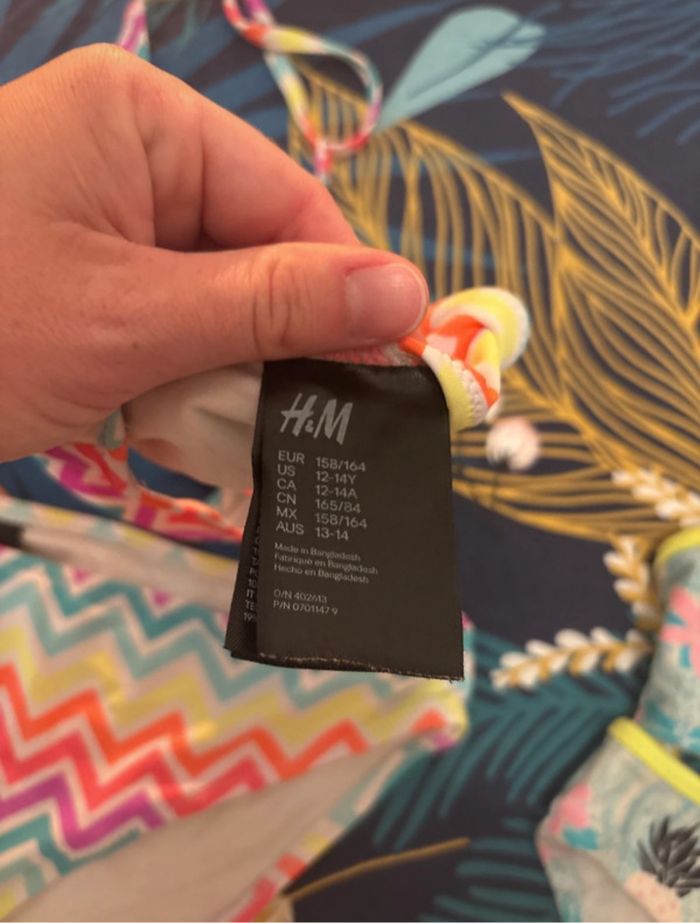 H&M
EUR 158/164
US 12-14Y
CA 12-14A
CN 165/84
MX 158/164
AUS 13-14
Made in Bangladesh
Fabriqué en Bangladesh
Hecho en Bangladesh
O/N 402613
P/N 0701147 9